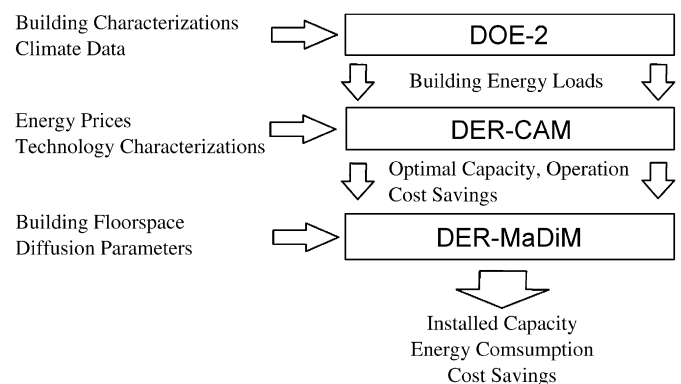 Building Characterizations
Climate Data
DOE-2
Building Energy Loads
Energy Prices
Technology Characterizations
DER-CAM
Optimal Capacity, Operation
Cost Savings
Building Floorspace
Diffusion Parameters
DER-MaDiM
Installed Capacity
Energy Comsumption
Cost Savings